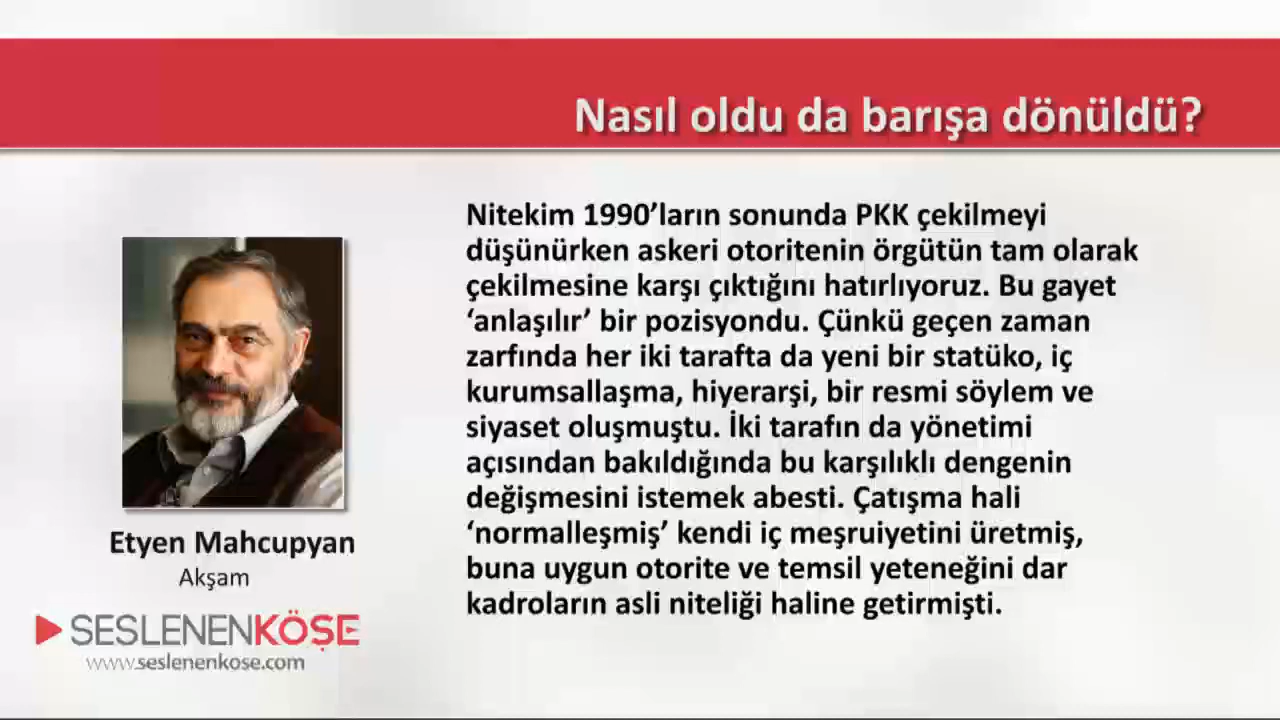 Nasıl oldu da barışa dönüldü?
Nitekim 1990’ların sonunda PKK çekilmeyi
düşünürken askeri otoritenin örgütün tam olarak
çekilmesine karşı çıktığını hatırlıyoruz. Bu gayet
‘anlaşılır’ bir pozisyondu. Çünkü geçen zaman
zarfında her iki tarafta da yeni bir statüko, iç
kurumsallaşma, hiyerarşi, bir resmi söylem ve
siyaset oluşmuştu. İki tarafın da yönetimi
açısından bakıldığında bu karşılıklı dengenin
değişmesini istemek abesti. Çatışma hali
‘normalleşmiş’ kendi iç meşruiyetini üretmiş,
buna uygun otorite ve temsil yeteneğini dar
kadroların asli niteliği haline getirmişti.
Etyen Mahcupyan
Akşam
SESLENENKÖŞE
www.seslenenkose.com